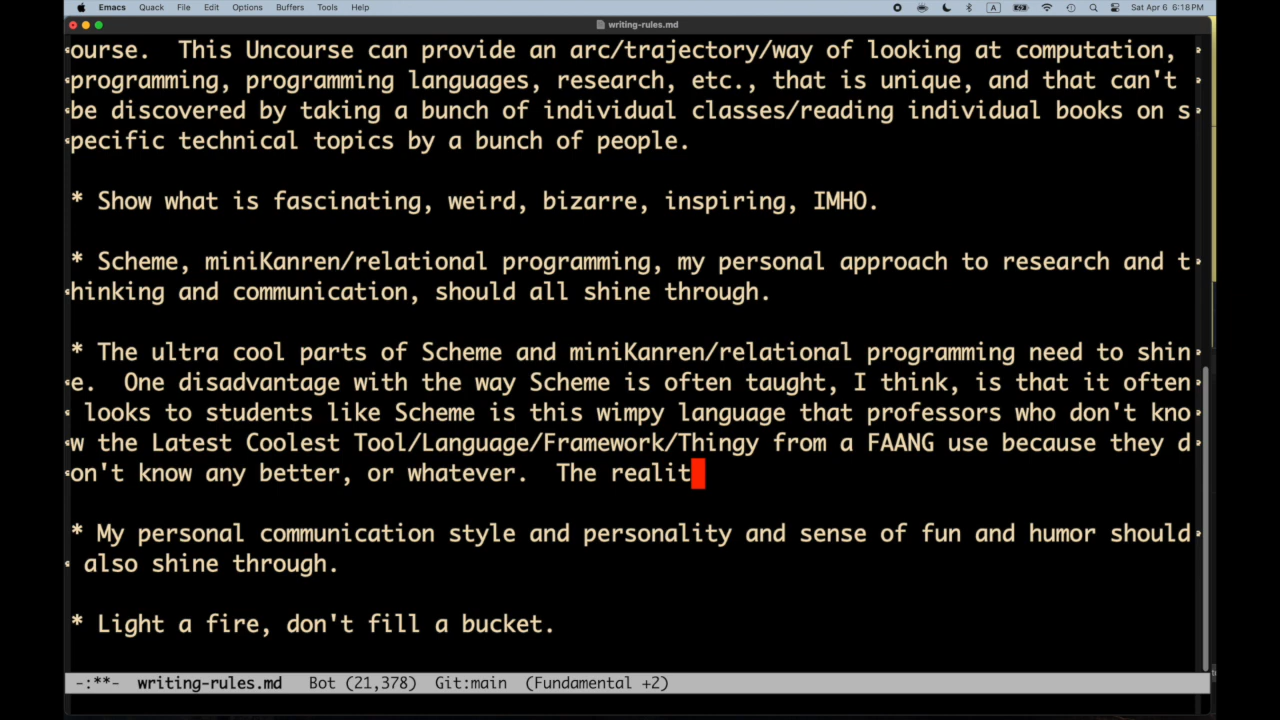 Emacs Quack File Edit Options Buffers Tools Help A Sat Apr 6 6:18 PM
writing-rules.md
ourse.  This Uncourse can provide an arc/trajectory/way of looking at computation,
programming, programming languages, research, etc., that is unique, and that can't
be discovered by taking a bunch of individual classes/reading individual books on s
pecific technical topics by a bunch of people.
* Show what is fascinating, weird, bizarre, inspiring, IMHO.
* Scheme, miniKanren/relational programming, my personal approach to research and t
hinking and communication, should all shine through.
* The ultra cool parts of Scheme and miniKanren/relational programming need to shin
e.  One disadvantage with the way Scheme is often taught, I think, is that it often
looks to students like Scheme is this wimpy language that professors who don't kno
w the Latest Coolest Tool/Language/Framework/Thingy from a FAANG use because they d
on't know any better, or whatever.  The realit
* My personal communication style and personality and sense of fun and humor should
also shine through.
* Light a fire, don't fill a bucket.
-:**-  writing-rules.md   Bot (21,378)  Git:main  (Fundamental +2)